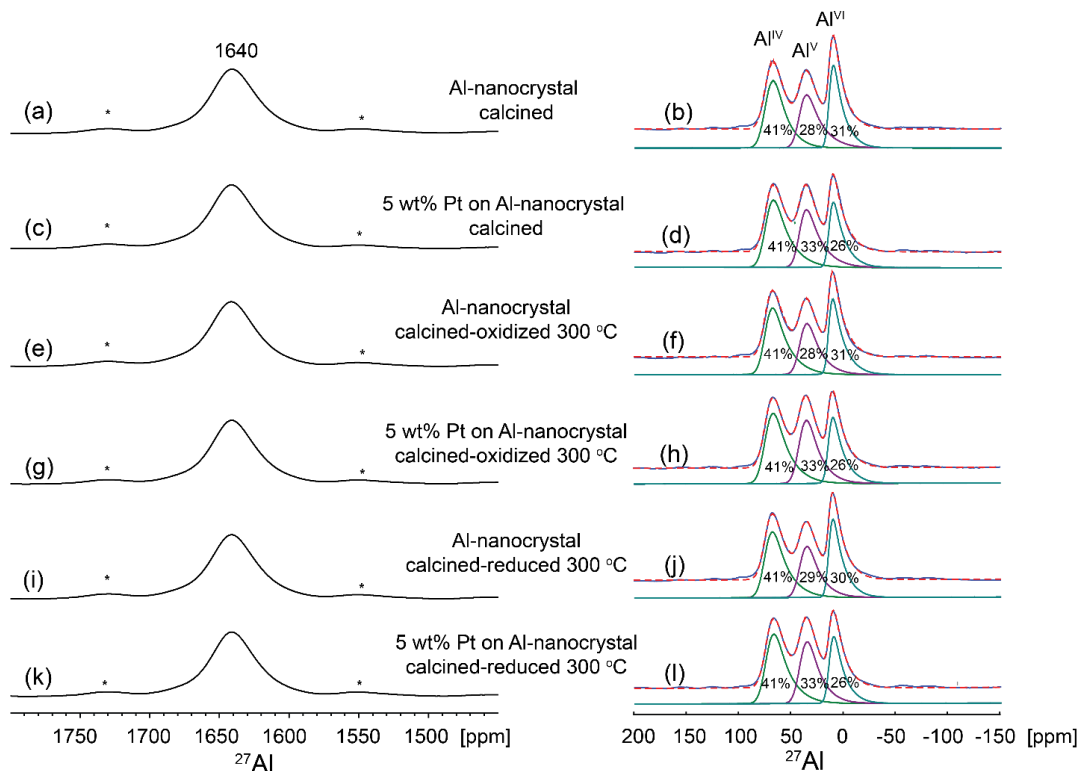 1640
Al^IV Al^V Al^VI
(a) * * Al-nanocrystal
calcined
(b) 41% 28% 31%
(c) * * 5 wt% Pt on Al-nanocrystal
calcined
(d) 41% 33% 26%
(e) * * Al-nanocrystal
calcined-oxidized 300 °C
(f) 41% 28% 31%
(g) * * 5 wt% Pt on Al-nanocrystal
calcined-oxidized 300 °C
(h) 41% 33% 26%
(i) * * Al-nanocrystal
calcined-reduced 300 °C
(j) 41% 29% 30%
(k) * * 5 wt% Pt on Al-nanocrystal
calcined-reduced 300 °C
(l) 41% 33% 26%
1750 1700 1650 1600 1550 1500 [ppm]
²⁷Al
200 150 100 50 0 -50 -100 -150 [ppm]
²⁷Al